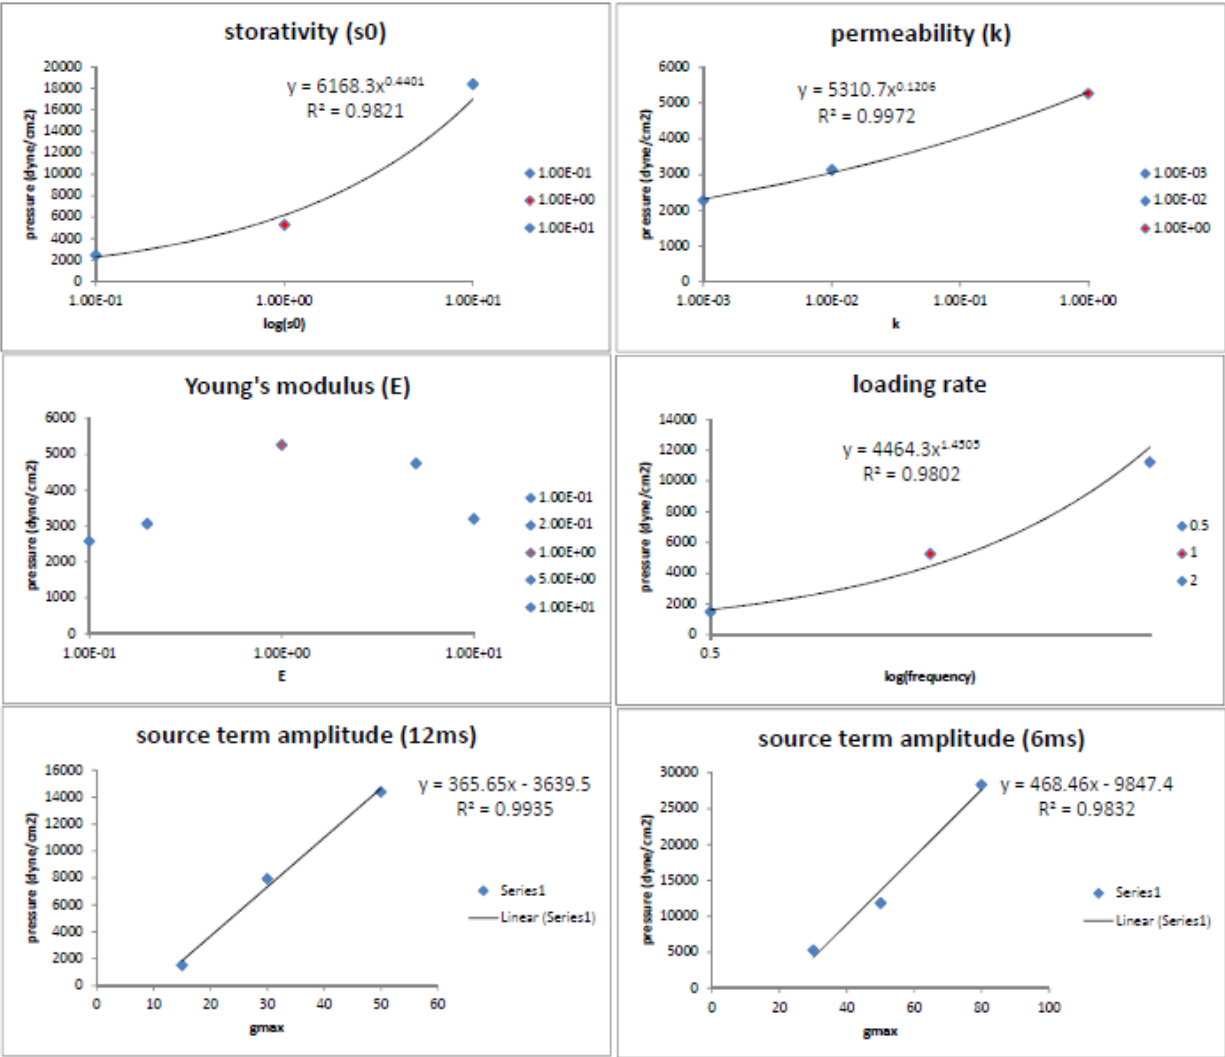 storativity (s0)
pressure (dyne/cm2)
20000
18000
16000
14000
12000
10000
8000
6000
4000
2000
0
y = 6168.3x^0.4401
R² = 0.9821
1.00E-01
1.00E+00
1.00E+01
1.00E-01 1.00E+00 1.00E+01
log(s0)
permeability (k)
pressure (dyne/cm2)
6000
5000
4000
3000
2000
1000
0
y = 5310.7x^0.1206
R² = 0.9972
1.00E-03
1.00E-02
1.00E+00
1.00E-03 1.00E-02 1.00E-01 1.00E+00
k
Young's modulus (E)
pressure (dyne/cm2)
6000
5000
4000
3000
2000
1000
0
1.00E-01
2.00E-01
1.00E+00
5.00E+00
1.00E+01
1.00E-01 1.00E+00 1.00E+01
E
loading rate
pressure (dyne/cm2)
14000
12000
10000
8000
6000
4000
2000
0
y = 4464.3x^1.4505
R² = 0.9802
0.5
1
2
0.5
log(frequency)
source term amplitude (12ms)
pressure (dyne/cm2)
16000
14000
12000
10000
8000
6000
4000
2000
0
y = 365.65x - 3639.5
R² = 0.9935
Series1
Linear (Series1)
0 10 20 30 40 50 60
gmax
source term amplitude (6ms)
pressure (dyne/cm2)
30000
25000
20000
15000
10000
5000
0
y = 468.46x - 9847.4
R² = 0.9832
Series1
Linear (Series1)
0 20 40 60 80 100
gmax